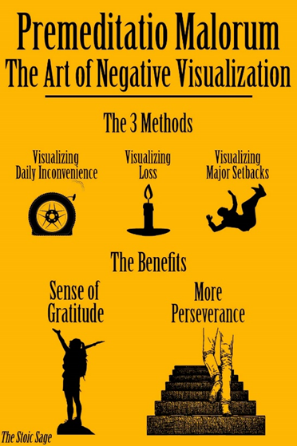 Premeditatio Malorum
The Art of Negative Visualization
The 3 Methods
Visualizing
Daily Inconvenience
Visualizing
Loss
Visualizing
Major Setbacks
The Benefits
Sense of
Gratitude
More
Perseverance
The Stoic Sage